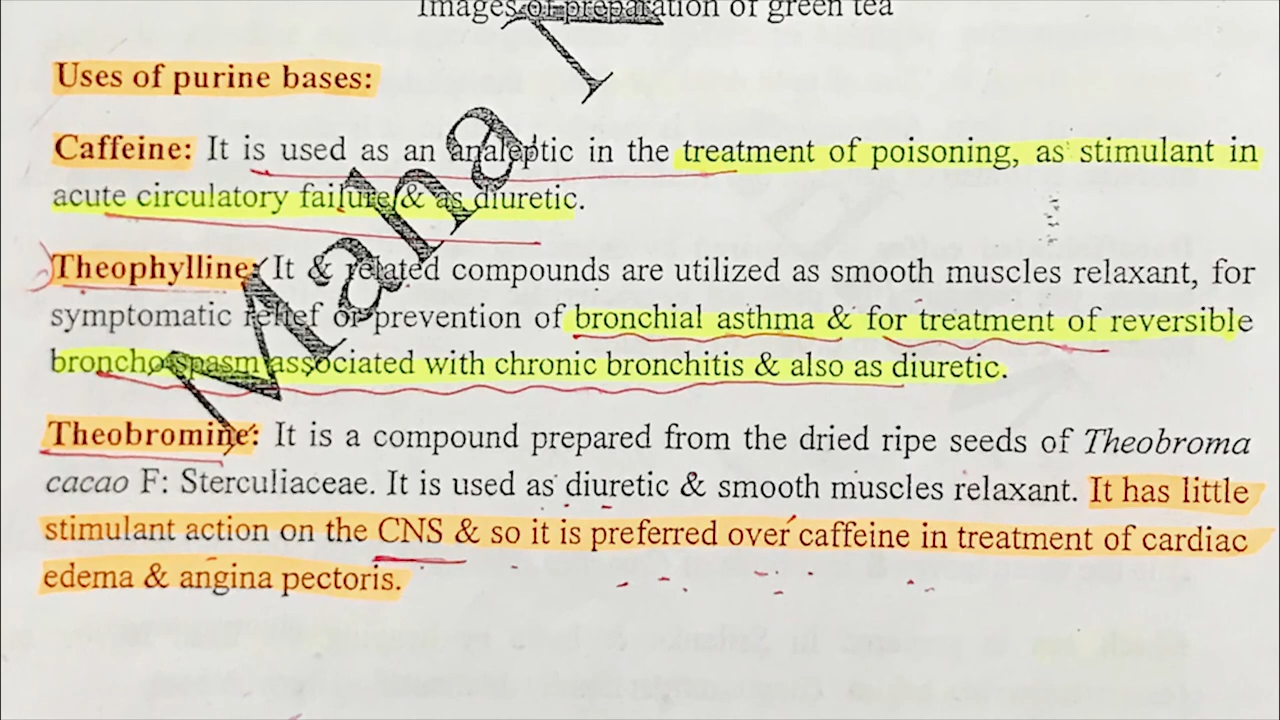 Images of preparation of green tea
Uses of purine bases:
Caffeine: It is used as an analeptic in the treatment of poisoning, as stimulant in
acute circulatory failure & as diuretic.
Theophylline: It & related compounds are utilized as smooth muscles relaxant, for
symptomatic relief or prevention of bronchial asthma & for treatment of reversible
bronchospasm associated with chronic bronchitis & also as diuretic.
Theobromine: It is a compound prepared from the dried ripe seeds of Theobroma
cacao F: Sterculiaceae. It is used as diuretic & smooth muscles relaxant. It has little
stimulant action on the CNS & so it is preferred over caffeine in treatment of cardiac
edema & angina pectoris.
Maha